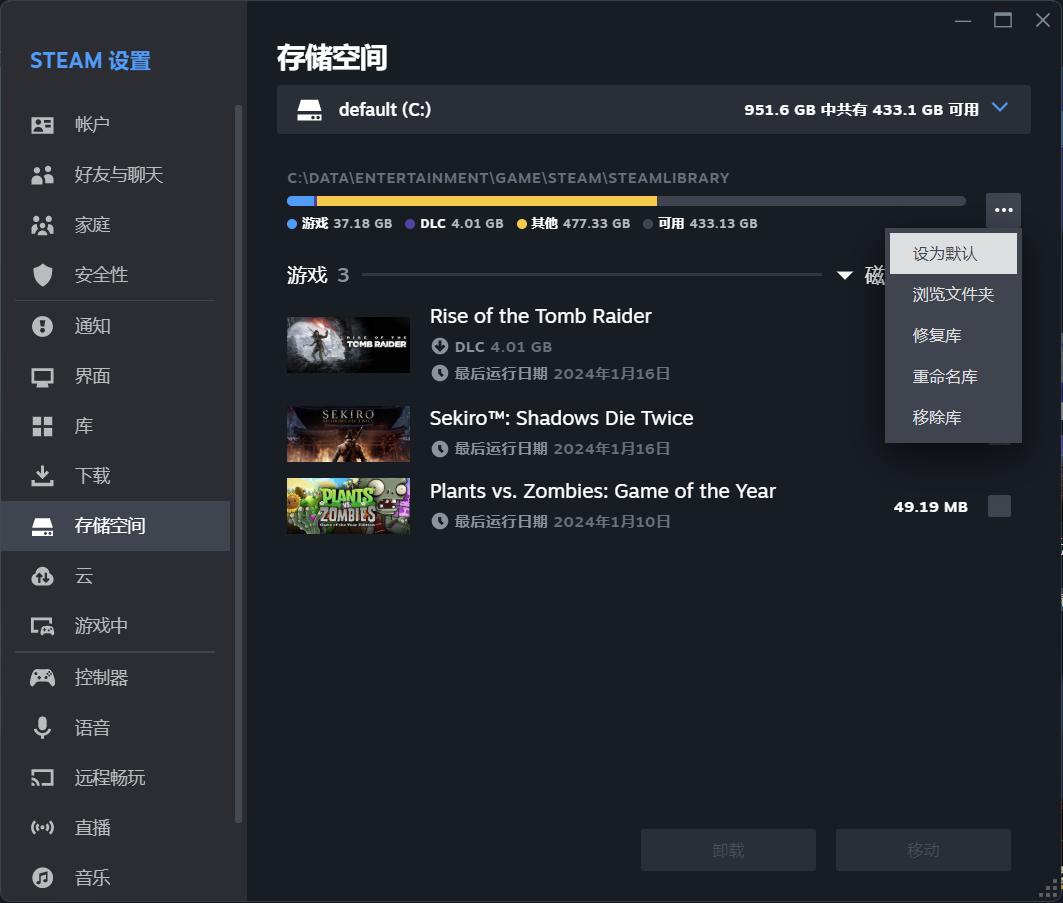 STEAM 设置
帐户
好友与聊天
家庭
安全性
通知
界面
库
下载
存储空间
云
游戏中
控制器
语音
远程畅玩
直播
音乐
存储空间
default (C:)
951.6 GB 中共有 433.1 GB 可用
C:\DATA\ENTERTAINMENT\GAME\STEAM\STEAMLIBRARY
游戏 37.18 GB DLC 4.01 GB 其他 477.33 GB 可用 433.13 GB
设为默认
浏览文件夹
修复库
重命名库
移除库
游戏 3
磁
RISE OF THE
TOMB RAIDER
Rise of the Tomb Raider
DLC 4.01 GB
最后运行日期 2024年1月16日
SEKIRO
SHADOWS DIE TWICE
Sekiro™: Shadows Die Twice
最后运行日期 2024年1月16日
PLANTS
VS.
ZOMBIES
Game of the Year Edition
Plants vs. Zombies: Game of the Year
最后运行日期 2024年1月10日
49.19 MB
卸载
移动